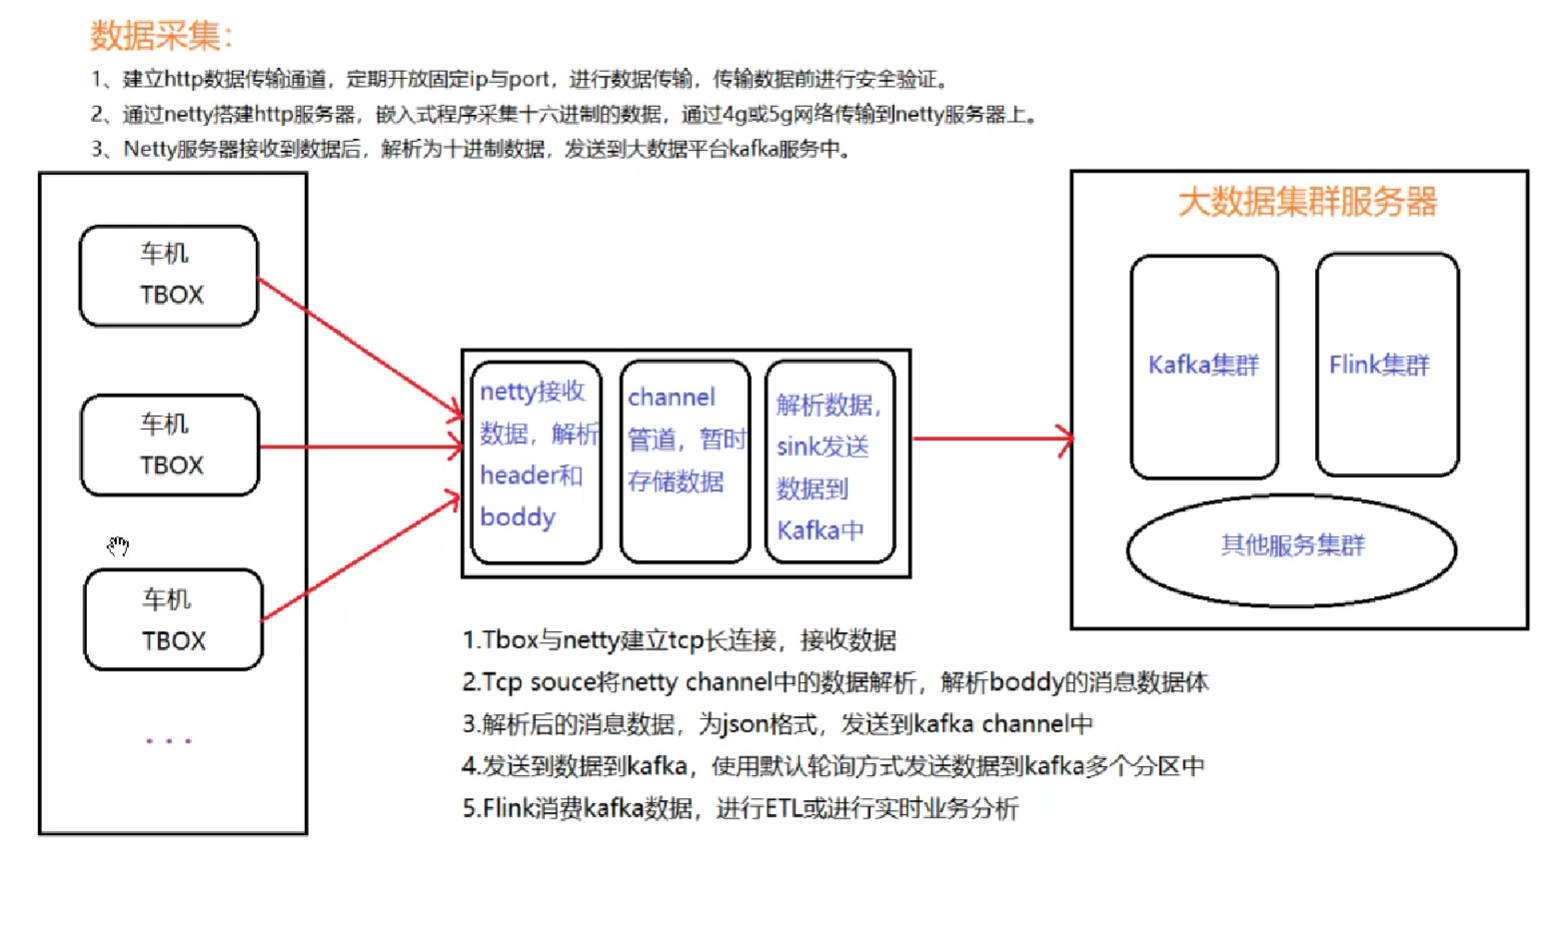 数据采集：
1、建立http数据传输通道，定期开放固定ip与port，进行数据传输，传输数据前进行安全验证。
2、通过netty搭建http服务器，嵌入式程序采集十六进制的数据，通过4g或5g网络传输到netty服务器上。
3、Netty服务器接收到数据后，解析为十进制数据，发送到大数据平台kafka服务中。
车机
TBOX
车机
TBOX
车机
TBOX
...
netty接收
数据，解析
header和
boddy
channel
管道，暂时
存储数据
解析数据，
sink发送
数据到
Kafka中
大数据集群服务器
Kafka集群
Flink集群
其他服务集群
1.Tbox与netty建立tcp长连接，接收数据
2.Tcp souce将netty channel中的数据解析，解析boddy的消息数据体
3.解析后的消息数据，为json格式，发送到kafka channel中
4.发送到数据到kafka，使用默认轮询方式发送数据到kafka多个分区中
5.Flink消费kafka数据，进行ETL或进行实时业务分析